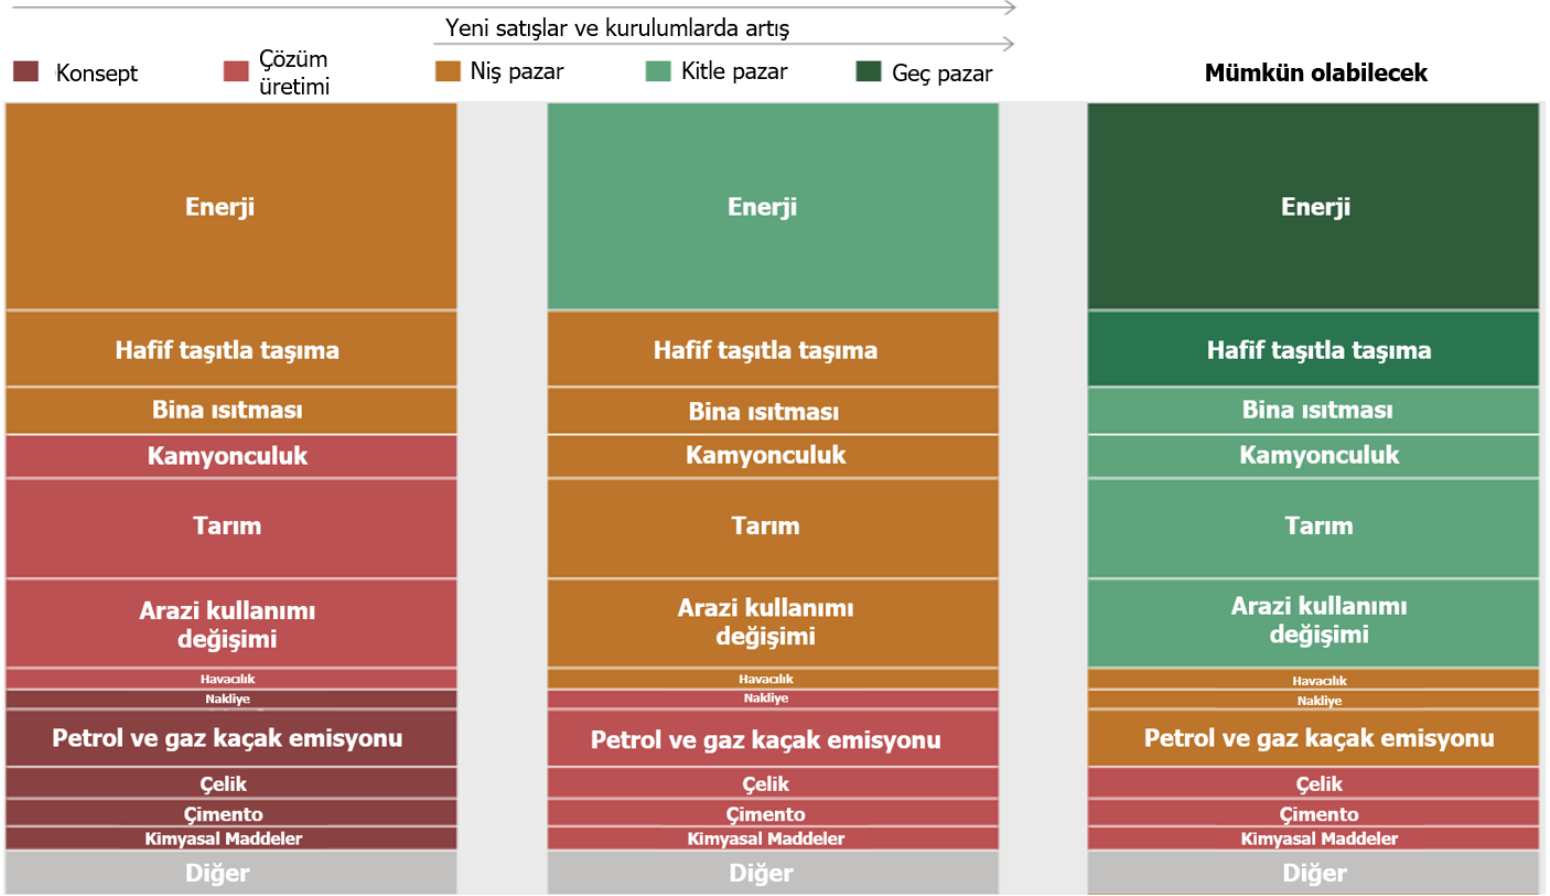 Yeni satışlar ve kurulumlarda artış
Konsept
Çözüm
üretimi
Niş pazar
Kitle pazar
Geç pazar
Mümkün olabilecek
Enerji
Hafif taşıtla taşıma
Bina ısıtması
Kamyonculuk
Tarım
Arazi kullanımı
değişimi
Havacılık
Nakliye
Petrol ve gaz kaçak emisyonu
Çelik
Çimento
Kimyasal Maddeler
Diğer
Enerji
Hafif taşıtla taşıma
Bina ısıtması
Kamyonculuk
Tarım
Arazi kullanımı
değişimi
Havacılık
Nakliye
Petrol ve gaz kaçak emisyonu
Çelik
Çimento
Kimyasal Maddeler
Diğer
Enerji
Hafif taşıtla taşıma
Bina ısıtması
Kamyonculuk
Tarım
Arazi kullanımı
değişimi
Havacılık
Nakliye
Petrol ve gaz kaçak emisyonu
Çelik
Çimento
Kimyasal Maddeler
Diğer